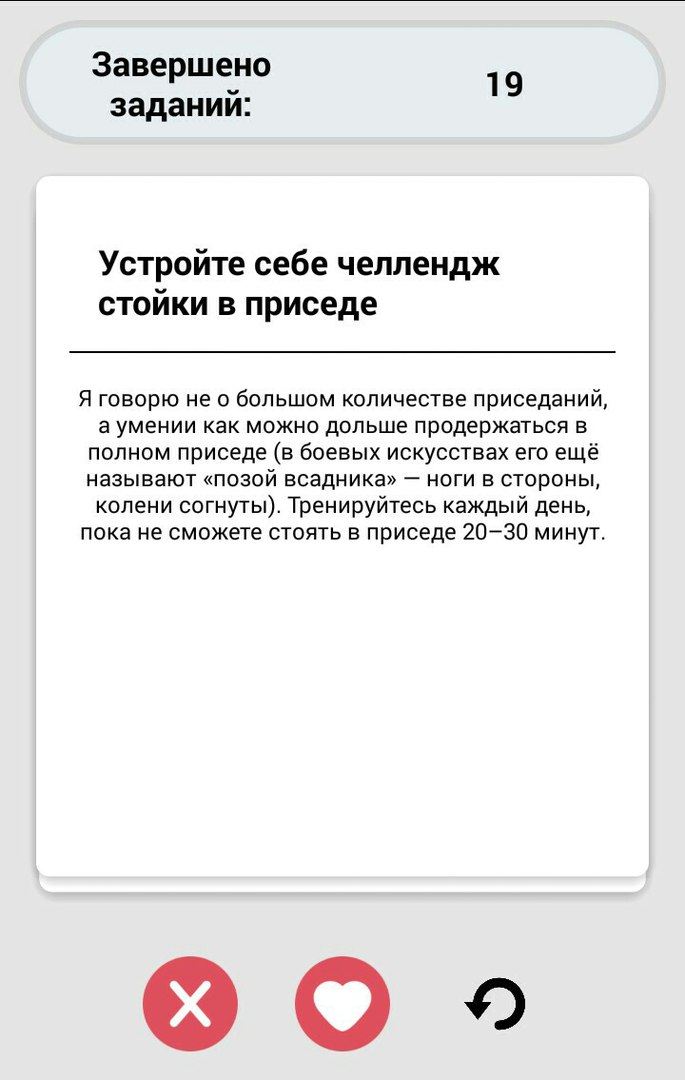 Завершено
заданий:
19
Устройте себе челлендж
стойки в приседе
Я говорю не о большом количестве приседаний,
а умении как можно дольше продержаться в
полном приседе (в боевых искусствах его ещё
называют «позой всадника» — ноги в стороны,
колени согнуты). Тренируйтесь каждый день,
пока не сможете стоять в приседе 20–30 минут.